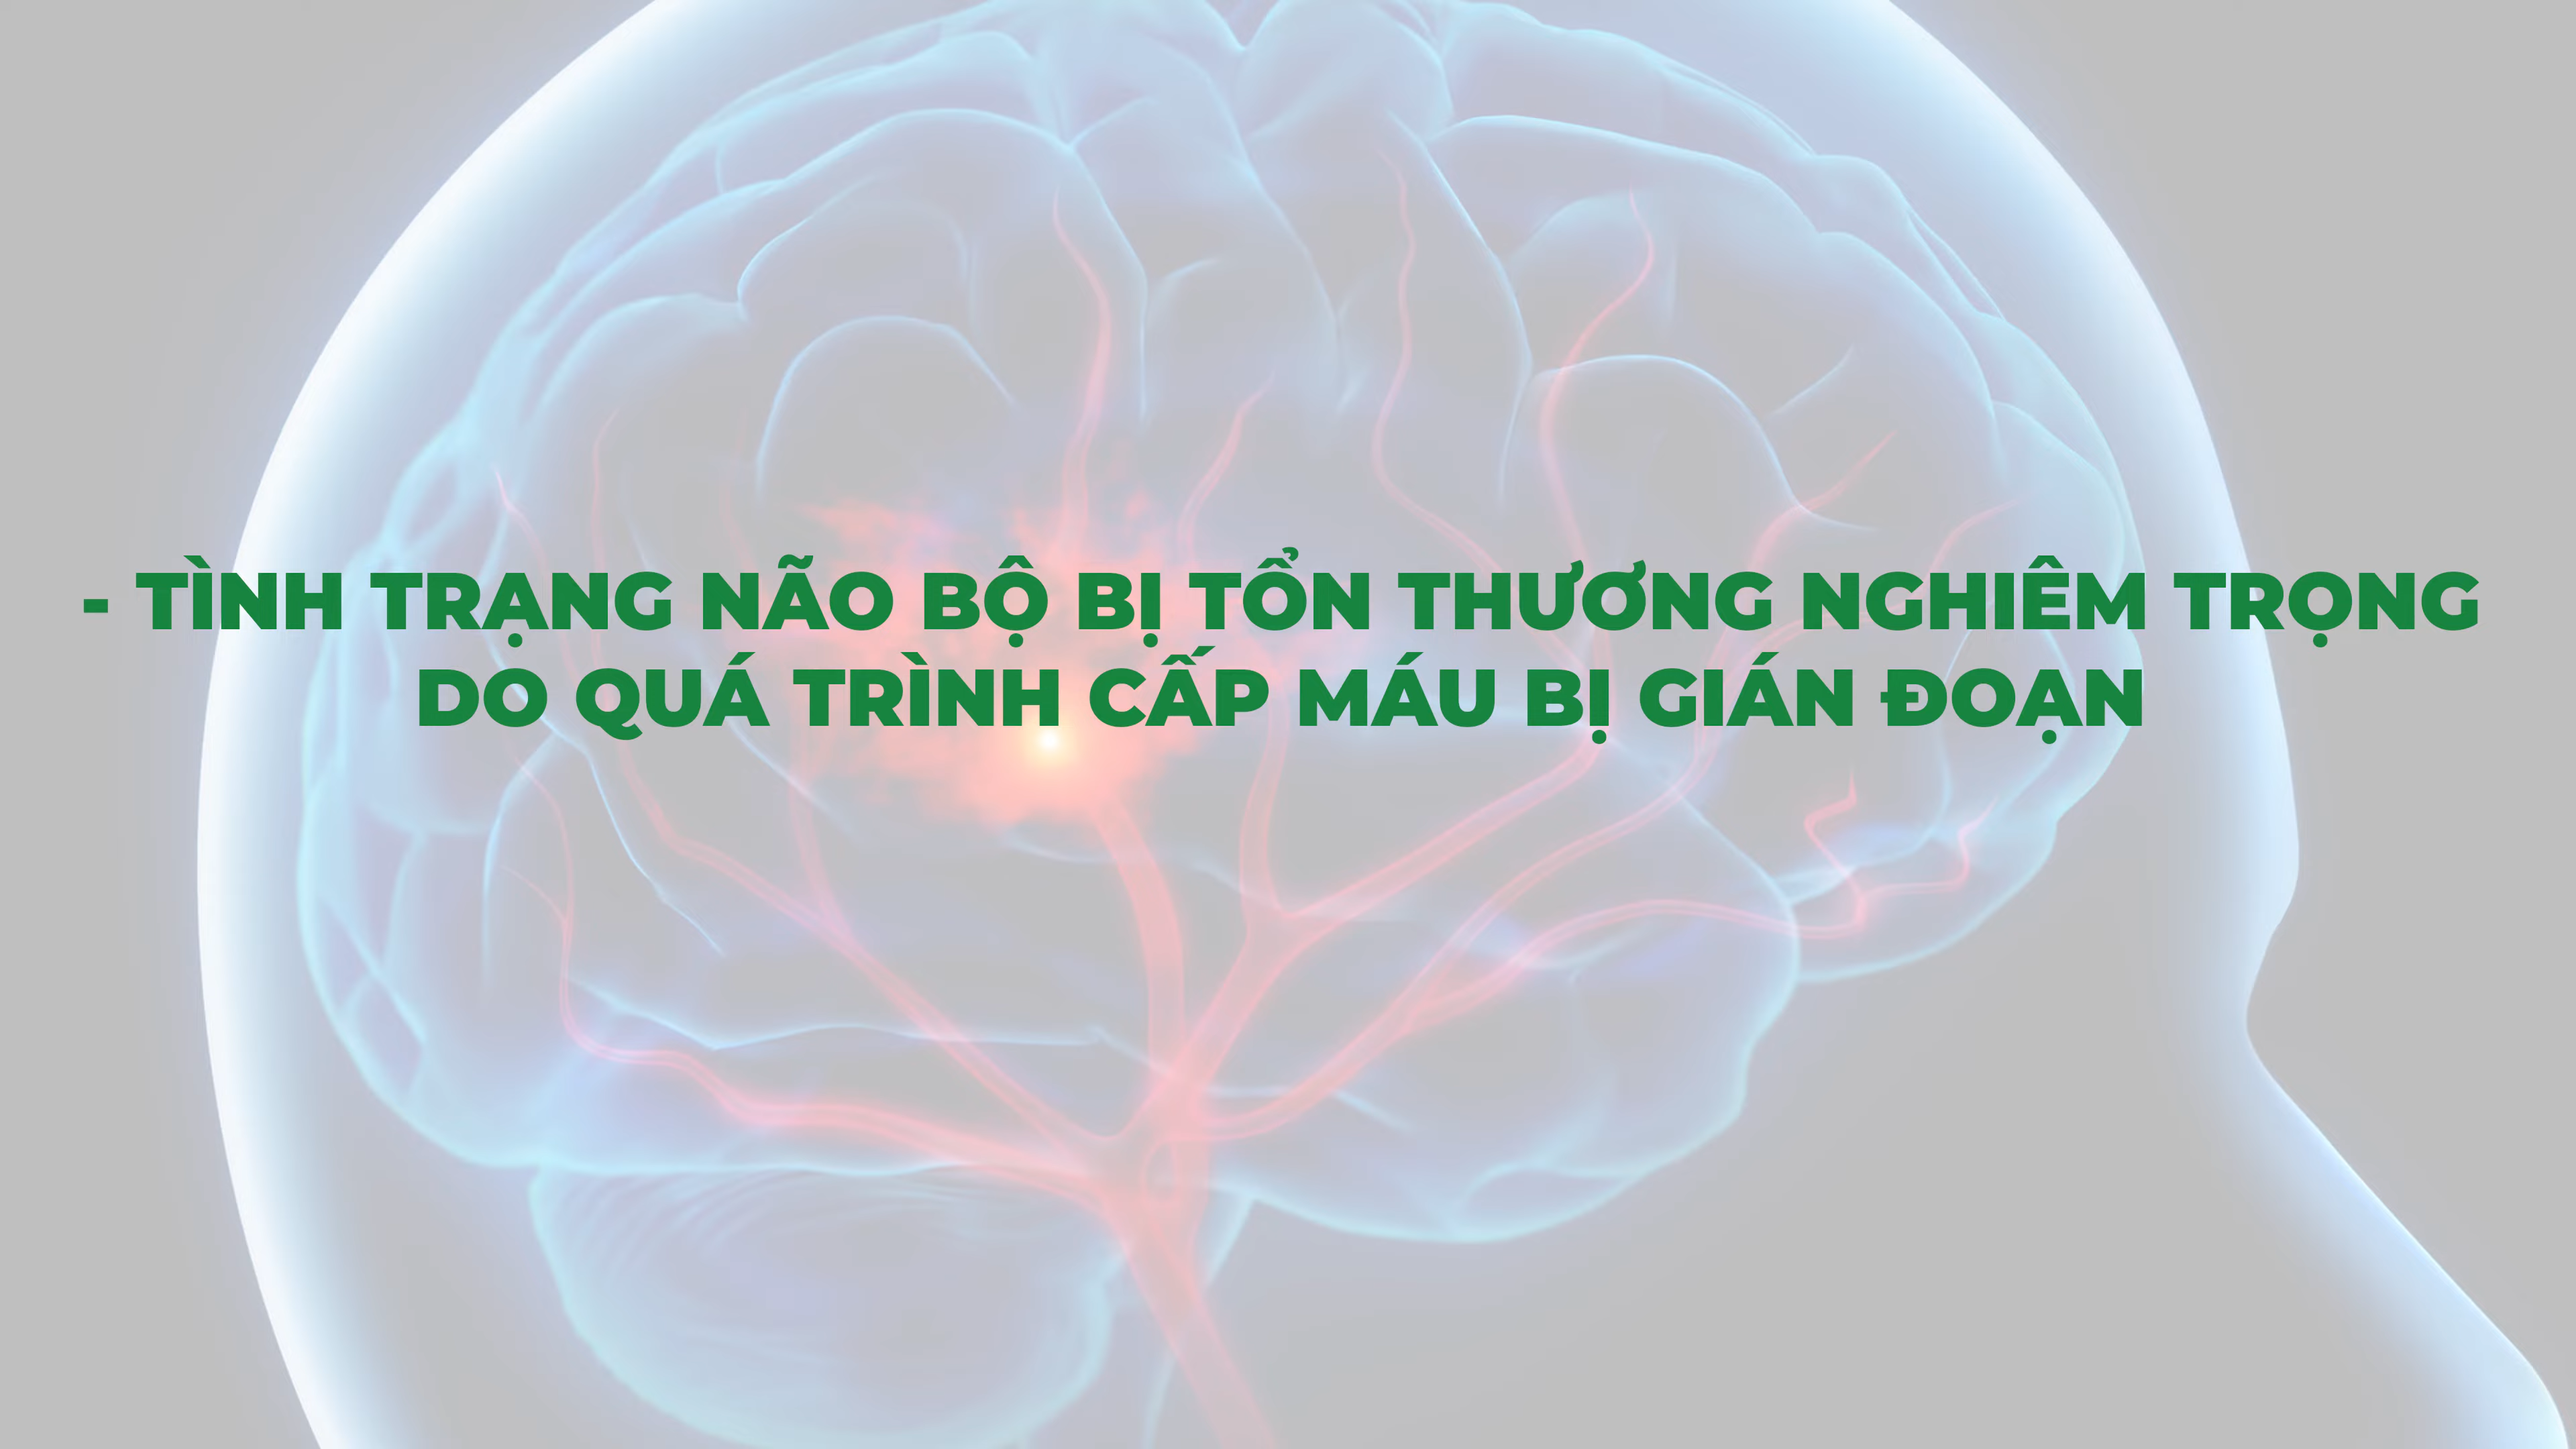 - TÌNH TRẠNG NÃO BỘ BỊ TỔN THƯƠNG NGHIÊM TRỌNG
DO QUÁ TRÌNH CẤP MÁU BỊ GIÁN ĐOẠN